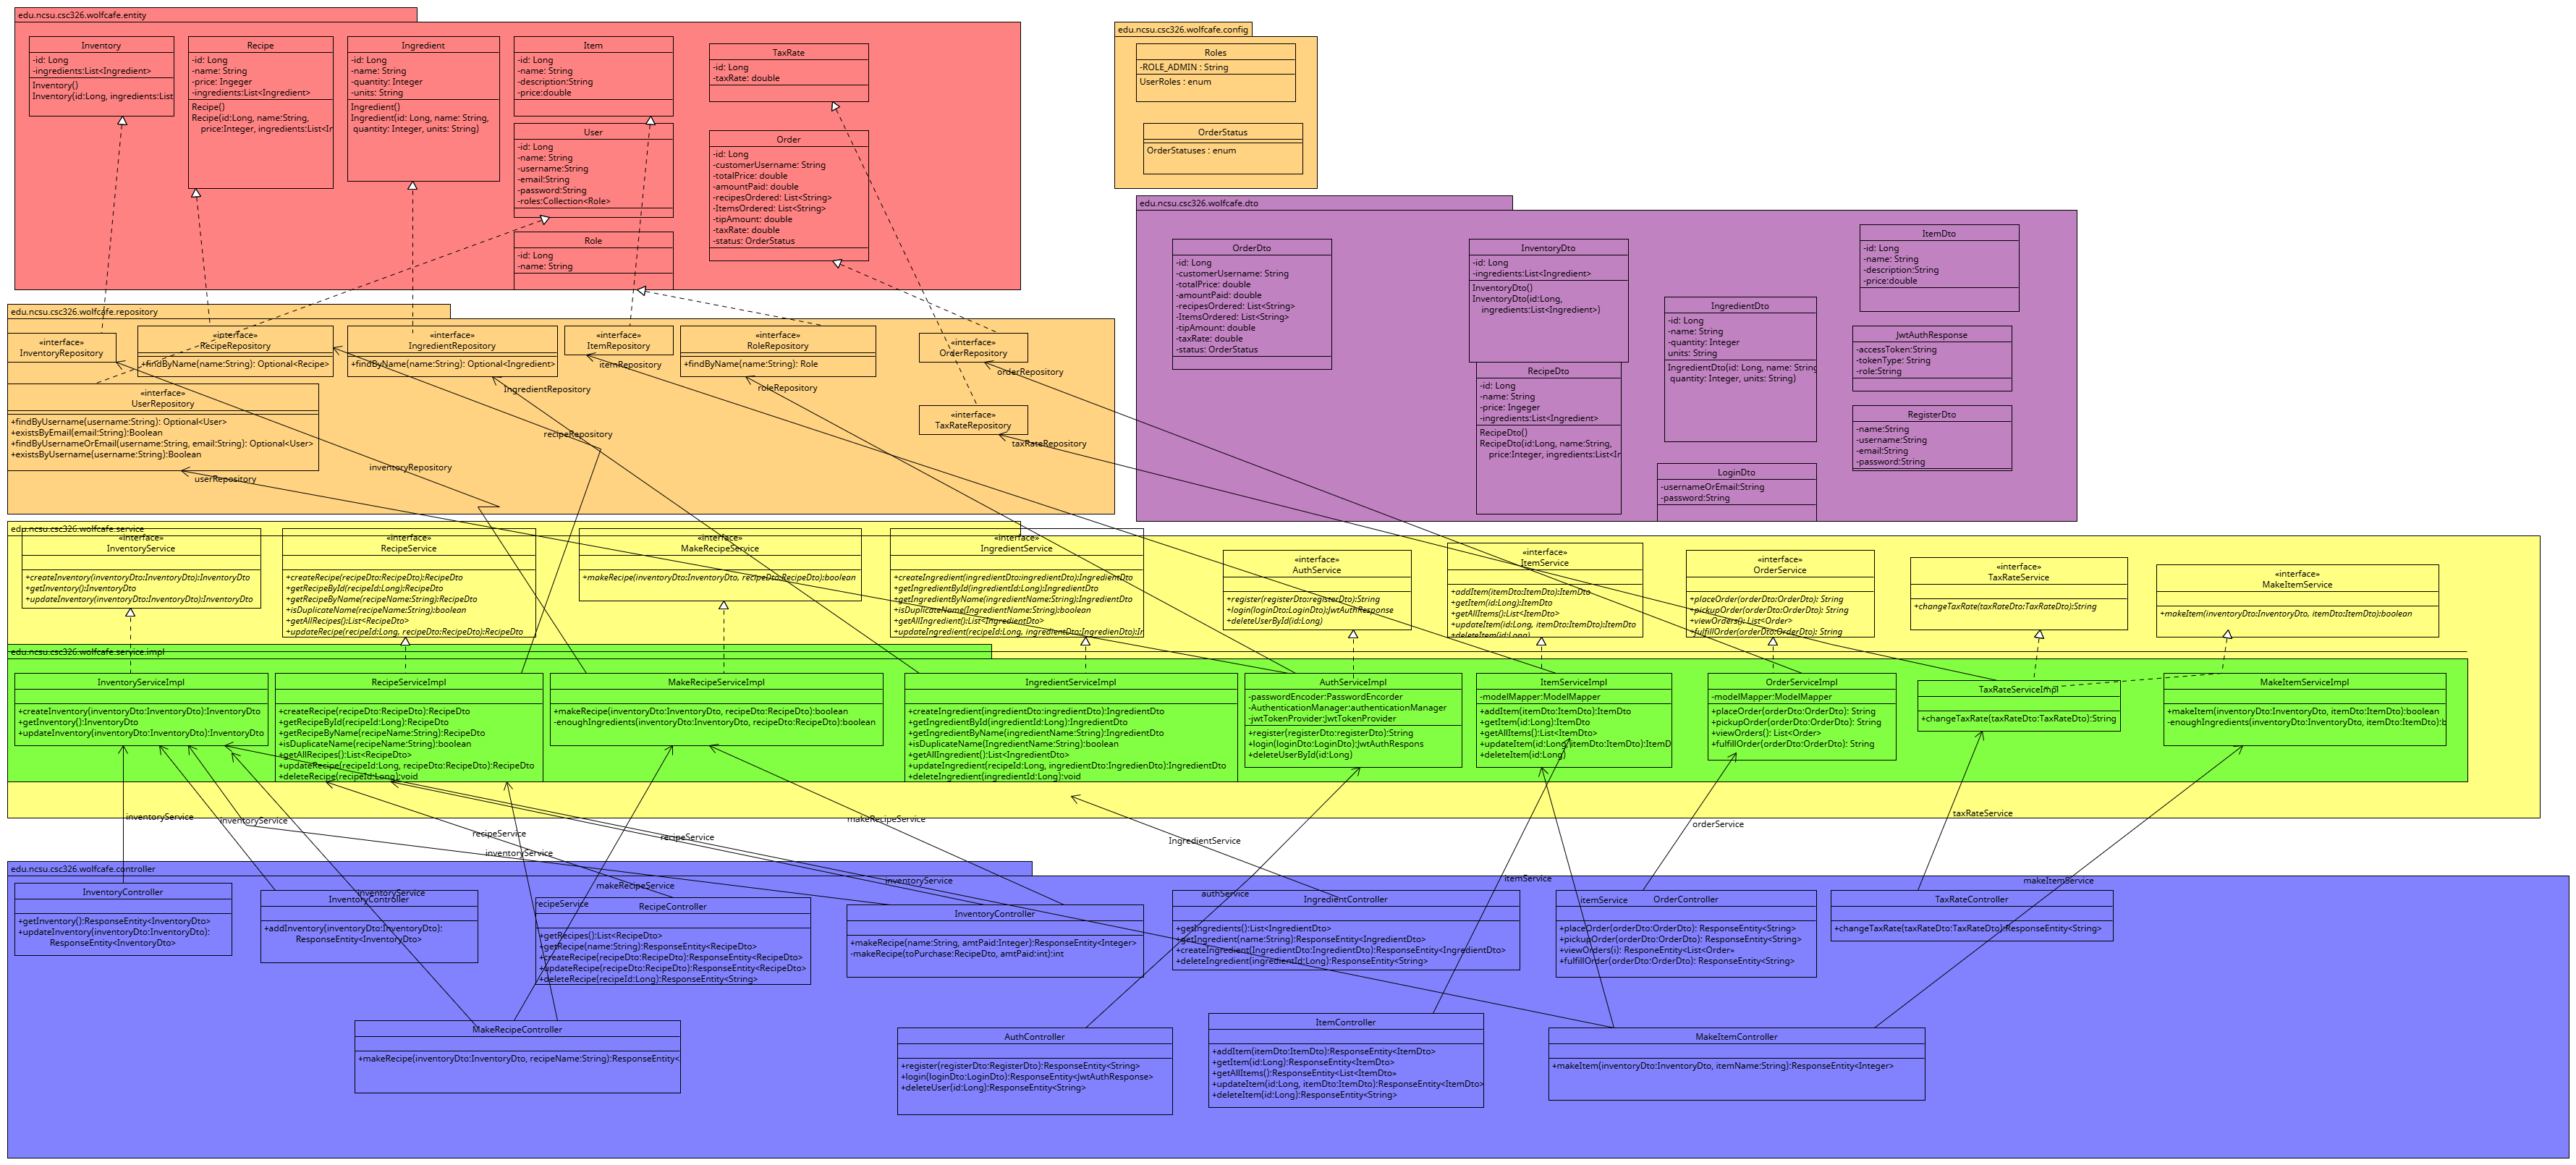 edu.ncsu.csc326.wolfcafe.entity
Inventory
-id: Long
-ingredients:List<Ingredient>
Inventory()
Inventory(id:Long, ingredients:List
Recipe
-id: Long
-name: String
-price: Ingeger
-ingredients:List<Ingredient>
Recipe()
Recipe(id:Long, name:String,
price:Integer, ingredients:List<Ir
Ingredient
-id: Long
-name: String
-quantity: Integer
-units: String
Ingredient()
Ingredient(id: Long, name: String,
quantity: Integer, units: String)
Item
-id: Long
-name: String
-description:String
-price:double
User
-id: Long
-name: String
-username:String
-email:String
-password:String
-roles:Collection<Role>
Role
-id: Long
-name: String
TaxRate
-id: Long
-taxRate: double
Order
-id: Long
-customerUsername: String
-totalPrice: double
-amountPaid: double
-recipesOrdered: List<String>
-ItemsOrdered: List<String>
-tipAmount: double
-taxRate: double
-status: OrderStatus
edu.ncsu.csc326.wolfcafe.config
Roles
-ROLE_ADMIN : String
UserRoles : enum
OrderStatus
OrderStatuses : enum
edu.ncsu.csc326.wolfcafe.dto
OrderDto
-id: Long
-customerUsername: String
-totalPrice: double
-amountPaid: double
-recipesOrdered: List<String>
-ItemsOrdered: List<String>
-tipAmount: double
-taxRate: double
-status: OrderStatus
InventoryDto
-id: Long
-ingredients:List<Ingredient>
InventoryDto()
InventoryDto(id:Long,
ingredients:List<Ingredient>)
RecipeDto
-id: Long
-name: String
-price: Ingeger
-ingredients:List<Ingredient>
RecipeDto()
RecipeDto(id:Long, name:String,
price:Integer, ingredients:List<Ir
IngredientDto
-id: Long
-name: String
-quantity: Integer
units: String
IngredientDto(id: Long, name: String
quantity: Integer, units: String)
LoginDto
-usernameOrEmail:String
-password:String
ItemDto
-id: Long
-name: String
-description:String
-price:double
JwtAuthResponse
-accessToken:String
-tokenType: String
-role:String
RegisterDto
-name:String
-username:String
-email:String
-password:String
edu.ncsu.csc326.wolfcafe.repository
«interface»
InventoryRepository
«interface»
RecipeRepository
+findByName(name:String): Optional<Recipe>
«interface»
IngredientRepository
+findByName(name:String): Optional<Ingredient>
«interface»
ItemRepository
«interface»
RoleRepository
+findByName(name:String): Role
«interface»
OrderRepository
«interface»
TaxRateRepository
«interface»
UserRepository
+findByUsername(username:String): Optional<User>
+existsByEmail(email:String):Boolean
+findByUsernameOrEmail(username:String, email:String): Optional<User>
+existsByUsername(username:String):Boolean
itemRepository
orderRepository
IngredientRepository
roleRepository
recipeRepository
taxRateRepository
inventoryRepository
userRepository
edu.ncsu.csc326.wolfcafe.service
«interface»
InventoryService
+createInventory(inventoryDto:InventoryDto):InventoryDto
+getInventory():InventoryDto
+updateInventory(inventoryDto:InventoryDto):InventoryDto
«interface»
RecipeService
+createRecipe(recipeDto:RecipeDto):RecipeDto
+getRecipeById(recipeId:Long):RecipeDto
+getRecipeByName(recipeName:String):RecipeDto
+isDuplicateName(recipeName:String):boolean
+getAllRecipes():List<RecipeDto>
+updateRecipe(recipeId:Long, recipeDto:RecipeDto):RecipeDto
«interface»
MakeRecipeService
+makeRecipe(inventoryDto:InventoryDto, recipeDto:RecipeDto):boolean
«interface»
IngredientService
+createIngredient(ingredientDto:ingredientDto):IngredientDto
+getIngredientById(ingredientId:Long):IngredientDto
+getIngredientByName(ingredientName:String):IngredientDto
+isDuplicateName(IngredientName:String):boolean
+getAllIngredient():List<IngredientDto>
+updateIngredient(recipeId:Long, ingredientDto:IngredienDto):Ir
«interface»
AuthService
+register(registerDto:registerDto):String
+login(loginDto:LoginDto):JwtAuthResponse
+deleteUserById(id:Long)
«interface»
ItemService
+addItem(itemDto:ItemDto):ItemDto
+getItem(id:Long):ItemDto
+getAllItems():List<ItemDto>
+updateItem(id:Long, itemDto:ItemDto):ItemDto
+deleteItem(id:Long)
«interface»
OrderService
+placeOrder(orderDto:OrderDto): String
+pickupOrder(orderDto:OrderDto): String
+viewOrders(): List<Order>
+fulfillOrder(orderDto:OrderDto): String
«interface»
TaxRateService
+changeTaxRate(taxRateDto:TaxRateDto):String
«interface»
MakeItemService
+makeItem(inventoryDto:InventoryDto, itemDto:ItemDto):boolean
edu.ncsu.csc326.wolfcafe.service.impl
InventoryServiceImpl
+createInventory(inventoryDto:InventoryDto):InventoryDto
+getInventory():InventoryDto
+updateInventory(inventoryDto:InventoryDto):InventoryDto
RecipeServiceImpl
+createRecipe(recipeDto:RecipeDto):RecipeDto
+getRecipeById(recipeId:Long):RecipeDto
+getRecipeByName(recipeName:String):RecipeDto
+isDuplicateName(recipeName:String):boolean
+getAllRecipes():List<RecipeDto>
+updateRecipe(recipeId:Long, recipeDto:RecipeDto):RecipeDto
+deleteRecipe(recipeId:Long):void
MakeRecipeServiceImpl
+makeRecipe(inventoryDto:InventoryDto, recipeDto:RecipeDto):boolean
-enoughIngredients(inventoryDto:InventoryDto, recipeDto:RecipeDto):boolean
IngredientServiceImpl
+createIngredient(ingredientDto:ingredientDto):IngredientDto
+getIngredientById(ingredientId:Long):IngredientDto
+getIngredientByName(ingredientName:String):IngredientDto
+isDuplicateName(IngredientName:String):boolean
+getAllIngredient():List<IngredientDto>
+updateIngredient(recipeId:Long, ingredientDto:IngredienDto):IngredientDto
+deleteIngredient(ingredientId:Long):void
AuthServiceImpl
-passwordEncoder:PasswordEncorder
-AuthenticationManager:authenticationManager
-jwtTokenProvider:JwtTokenProvider
+register(registerDto:registerDto):String
+login(loginDto:LoginDto):JwtAuthRespons
+deleteUserById(id:Long)
ItemServiceImpl
-modelMapper:ModelMapper
+addItem(itemDto:ItemDto):ItemDto
+getItem(id:Long):ItemDto
+getAllItems():List<ItemDto>
+updateItem(id:Long, itemDto:ItemDto):ItemD
+deleteItem(id:Long)
OrderServiceImpl
-modelMapper:ModelMapper
+placeOrder(orderDto:OrderDto): String
+pickupOrder(orderDto:OrderDto): String
+viewOrders(): List<Order>
+fulfillOrder(orderDto:OrderDto): String
TaxRateServiceImpl
+changeTaxRate(taxRateDto:TaxRateDto):String
MakeItemServiceImpl
+makeItem(inventoryDto:InventoryDto, itemDto:ItemDto):boolean
-enoughIngredients(inventoryDto:InventoryDto, itemDto:ItemDto):b
inventoryService
inventoryService
recipeService
recipeService
makeRecipeService
IngredientService
orderService
taxRateService
inventoryService
makeRecipeService
inventoryService
inventoryService
recipeService
authService
itemService
itemService
makeItemService
edu.ncsu.csc326.wolfcafe.controller
InventoryController
+getInventory():ResponseEntity<InventoryDto>
+updateInventory(inventoryDto:InventoryDto):
ResponseEntity<InventoryDto>
InventoryController
+addInventory(inventoryDto:InventoryDto):
ResponseEntity<InventoryDto>
RecipeController
+getRecipes():List<RecipeDto>
+getRecipe(name:String):ResponseEntity<RecipeDto>
+createRecipe(recipeDto:RecipeDto):ResponseEntity<RecipeDto>
+updateRecipe(recipeDto:RecipeDto):ResponseEntity<RecipeDto>
+deleteRecipe(recipeId:Long):ResponseEntity<String>
InventoryController
+makeRecipe(name:String, amtPaid:Integer):ResponseEntity<Integer>
-makeRecipe(toPurchase:RecipeDto, amtPaid:int):int
IngredientController
+getIngredients():List<IngredientDto>
+getIngredient(name:String):ResponseEntity<IngredientDto>
+createIngredient(IngredientDto:IngredientDto):ResponseEntity<IngredientDto>
+deleteIngredient(ingredientId:Long):ResponseEntity<String>
OrderController
+placeOrder(orderDto:OrderDto): ResponseEntity<String>
+pickupOrder(orderDto:OrderDto): ResponseEntity<String>
+viewOrders(i): ResponeEntity<List<Order»
+fulfillOrder(orderDto:OrderDto): ResponseEntity<String>
TaxRateController
+changeTaxRate(taxRateDto:TaxRateDto):ResponseEntity<String>
MakeRecipeController
+makeRecipe(inventoryDto:InventoryDto, recipeName:String):ResponseEntity<
AuthController
+register(registerDto:RegisterDto):ResponseEntity<String>
+login(loginDto:LoginDto):ResponseEntity<JwtAuthResponse>
+deleteUser(id:Long):ResponseEntity<String>
ItemController
+addItem(itemDto:ItemDto):ResponseEntity<ItemDto>
+getItem(id:Long):ResponseEntity<ItemDto>
+getAllItems():ResponseEntity<List<ItemDto»
+updateItem(id:Long, itemDto:ItemDto):ResponseEntity<ItemDto>
+deleteItem(id:Long):ResponseEntity<String>
MakeItemController
+makeItem(inventoryDto:InventoryDto, itemName:String):ResponseEntity<Integer>